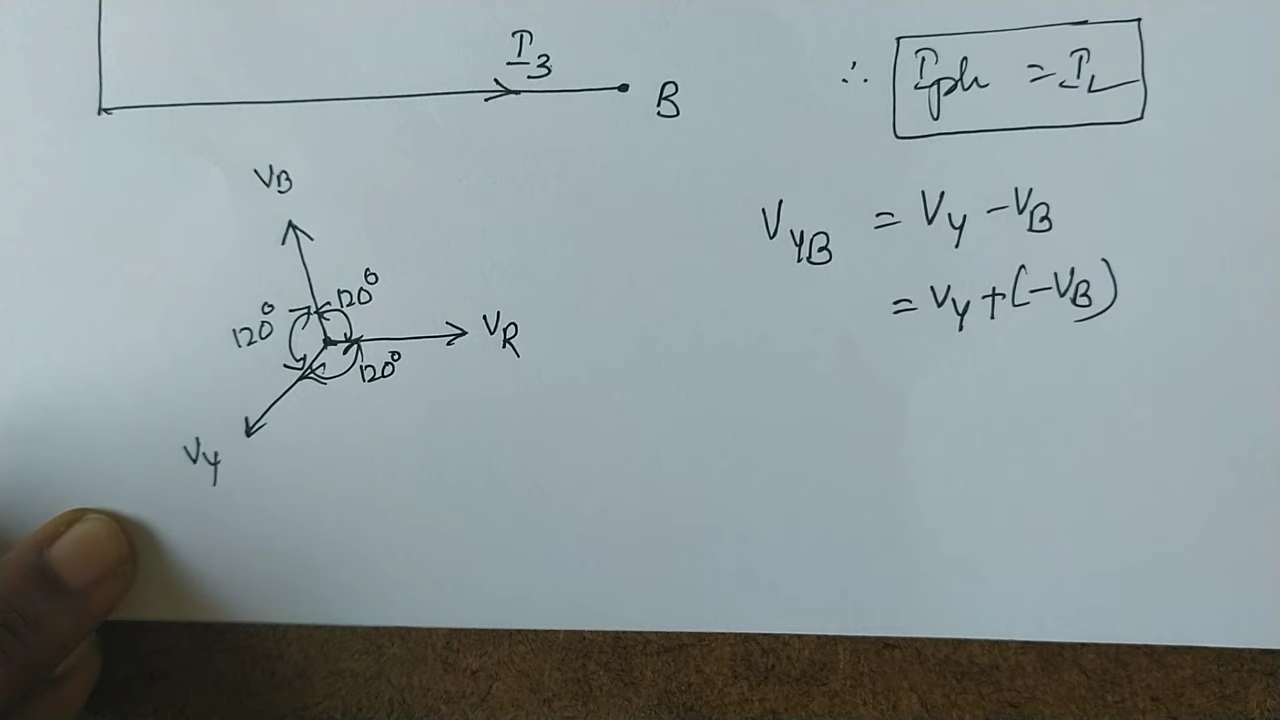 I3
B
∴ Iph = IL
VB
VYB = VY - VB
= VY + (-VB)
120°
120°
VR
120°
VY